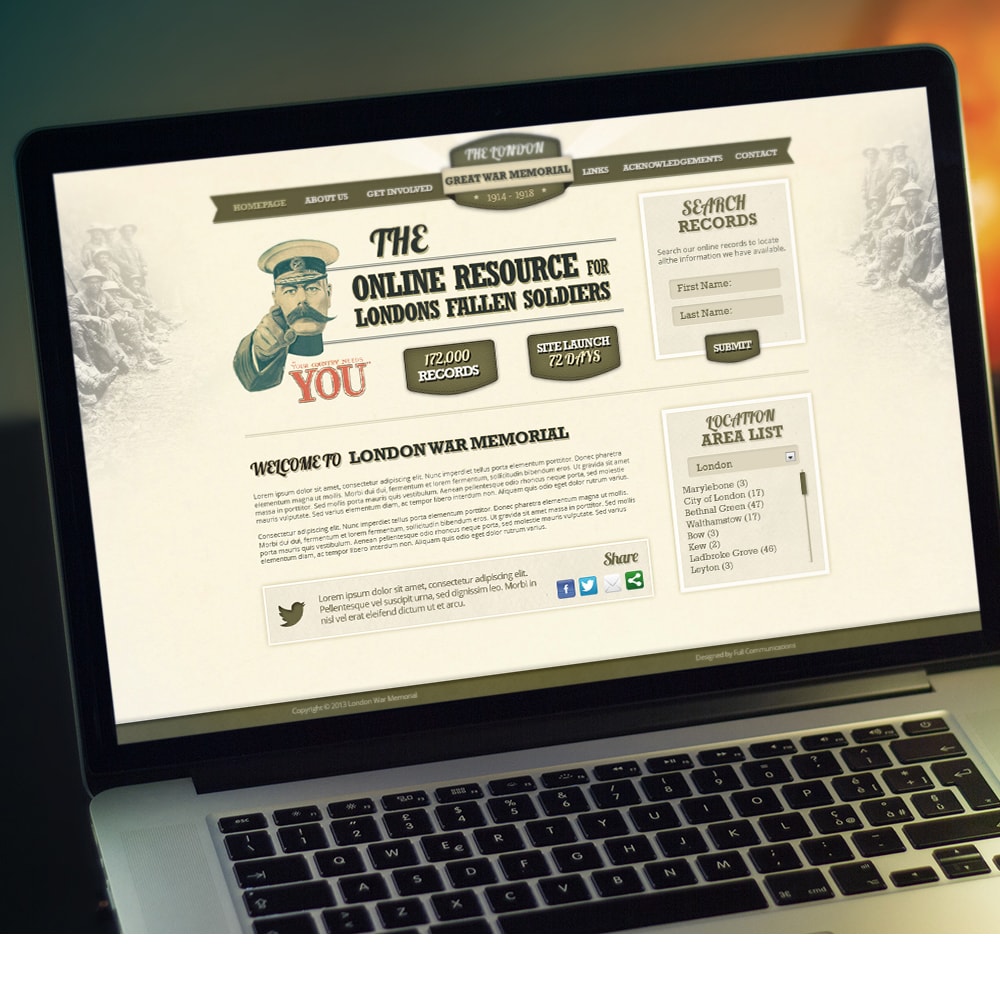 THE LONDON
GREAT WAR MEMORIAL
★ 1914 - 1918 ★
HOMEPAGE ABOUT US GET INVOLVED LINKS ACKNOWLEDGEMENTS CONTACT
THE
ONLINE RESOURCE FOR
LONDONS FALLEN SOLDIERS
YOUR COUNTRY NEEDS
YOU
172,000
RECORDS
SITE LAUNCH
72 DAYS
SEARCH
RECORDS
Search our online records to locate
allthe information we have available.
First Name:
Last Name:
SUBMIT
WELCOME TO LONDON WAR MEMORIAL
Lorem ipsum dolor sit amet, consectetur adipiscing elit. Nunc imperdiet tellus porta elementum porttitor. Donec pharetra
elementum magna ut mollis. Morbi dui dui, fermentum et lorem fermentum, sollicitudin bibendum eros. Ut gravida sit amet
massa in porttitor. Sed mollis porta mauris quis vestibulum. Aenean pellentesque odio rhoncus neque porta, sed molestie
mauris vulputate. Sed varius elementum diam, ac tempor libero interdum non. Aliquam quis odio eget dolor rutrum varius.
Consectetur adipiscing elit. Nunc imperdiet tellus porta elementum porttitor. Donec pharetra elementum magna ut mollis.
Morbi dui dui, fermentum et lorem fermentum, sollicitudin bibendum eros. Ut gravida sit amet massa in porttitor. Sed mollis
porta mauris quis vestibulum. Aenean pellentesque odio rhoncus neque porta, sed molestie mauris vulputate. Sed varius
elementum diam, ac tempor libero interdum non. Aliquam quis odio eget dolor rutrum varius.
Lorem ipsum dolor sit amet, consectetur adipiscing elit.
Pellentesque vel suscipit urna, sed dignissim leo. Morbi in
nisl vel erat eleifend dictum ut et arcu.
Share
LOCATION
AREA LIST
London
Marylebone (3)
City of London (17)
Bethnal Green (47)
Walthamstow (17)
Bow (3)
Kew (2)
Ladbroke Grove (46)
Leyton (3)
Copyright © 2013 London War Memorial
Designed by Full Communications
esc
! 1 " 2 £ 3 $ 4 % 5 & 6 / 7 ( 8 ) 9 = 0 ?
Q W E € R T Y U I O P
A S D F G H J K L
Z X C V B N M
⌘ cmd